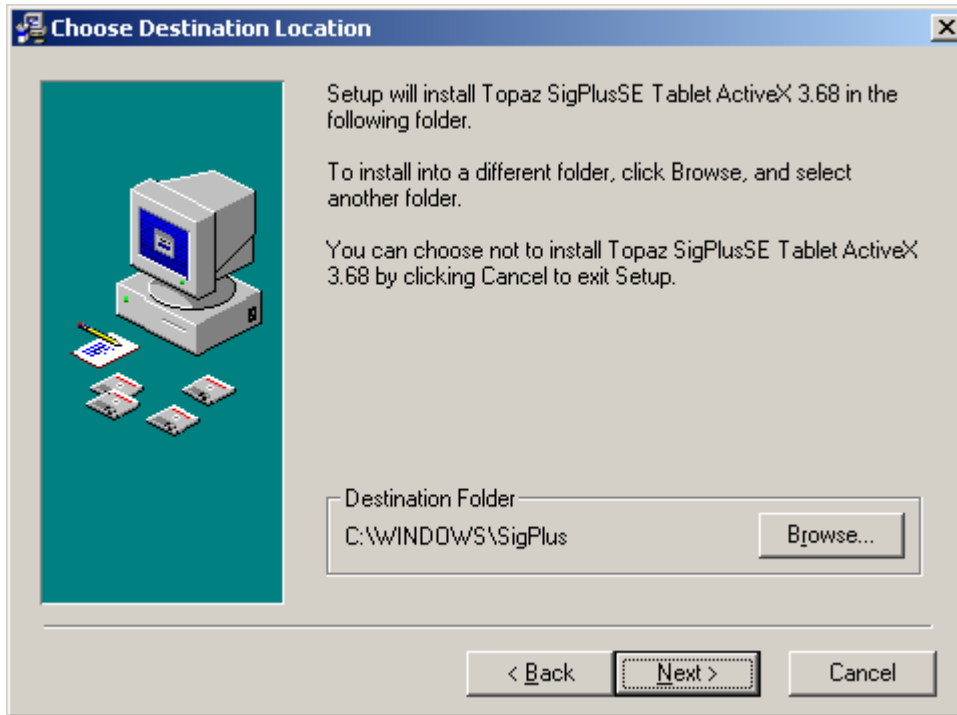 Choose Destination Location
Setup will install Topaz SigPlusSE Tablet ActiveX 3.68 in the
following folder.
To install into a different folder, click Browse, and select
another folder.
You can choose not to install Topaz SigPlusSE Tablet ActiveX
3.68 by clicking Cancel to exit Setup.
Destination Folder
C:\WINDOWS\SigPlus
Browse...
< Back
Next >
Cancel